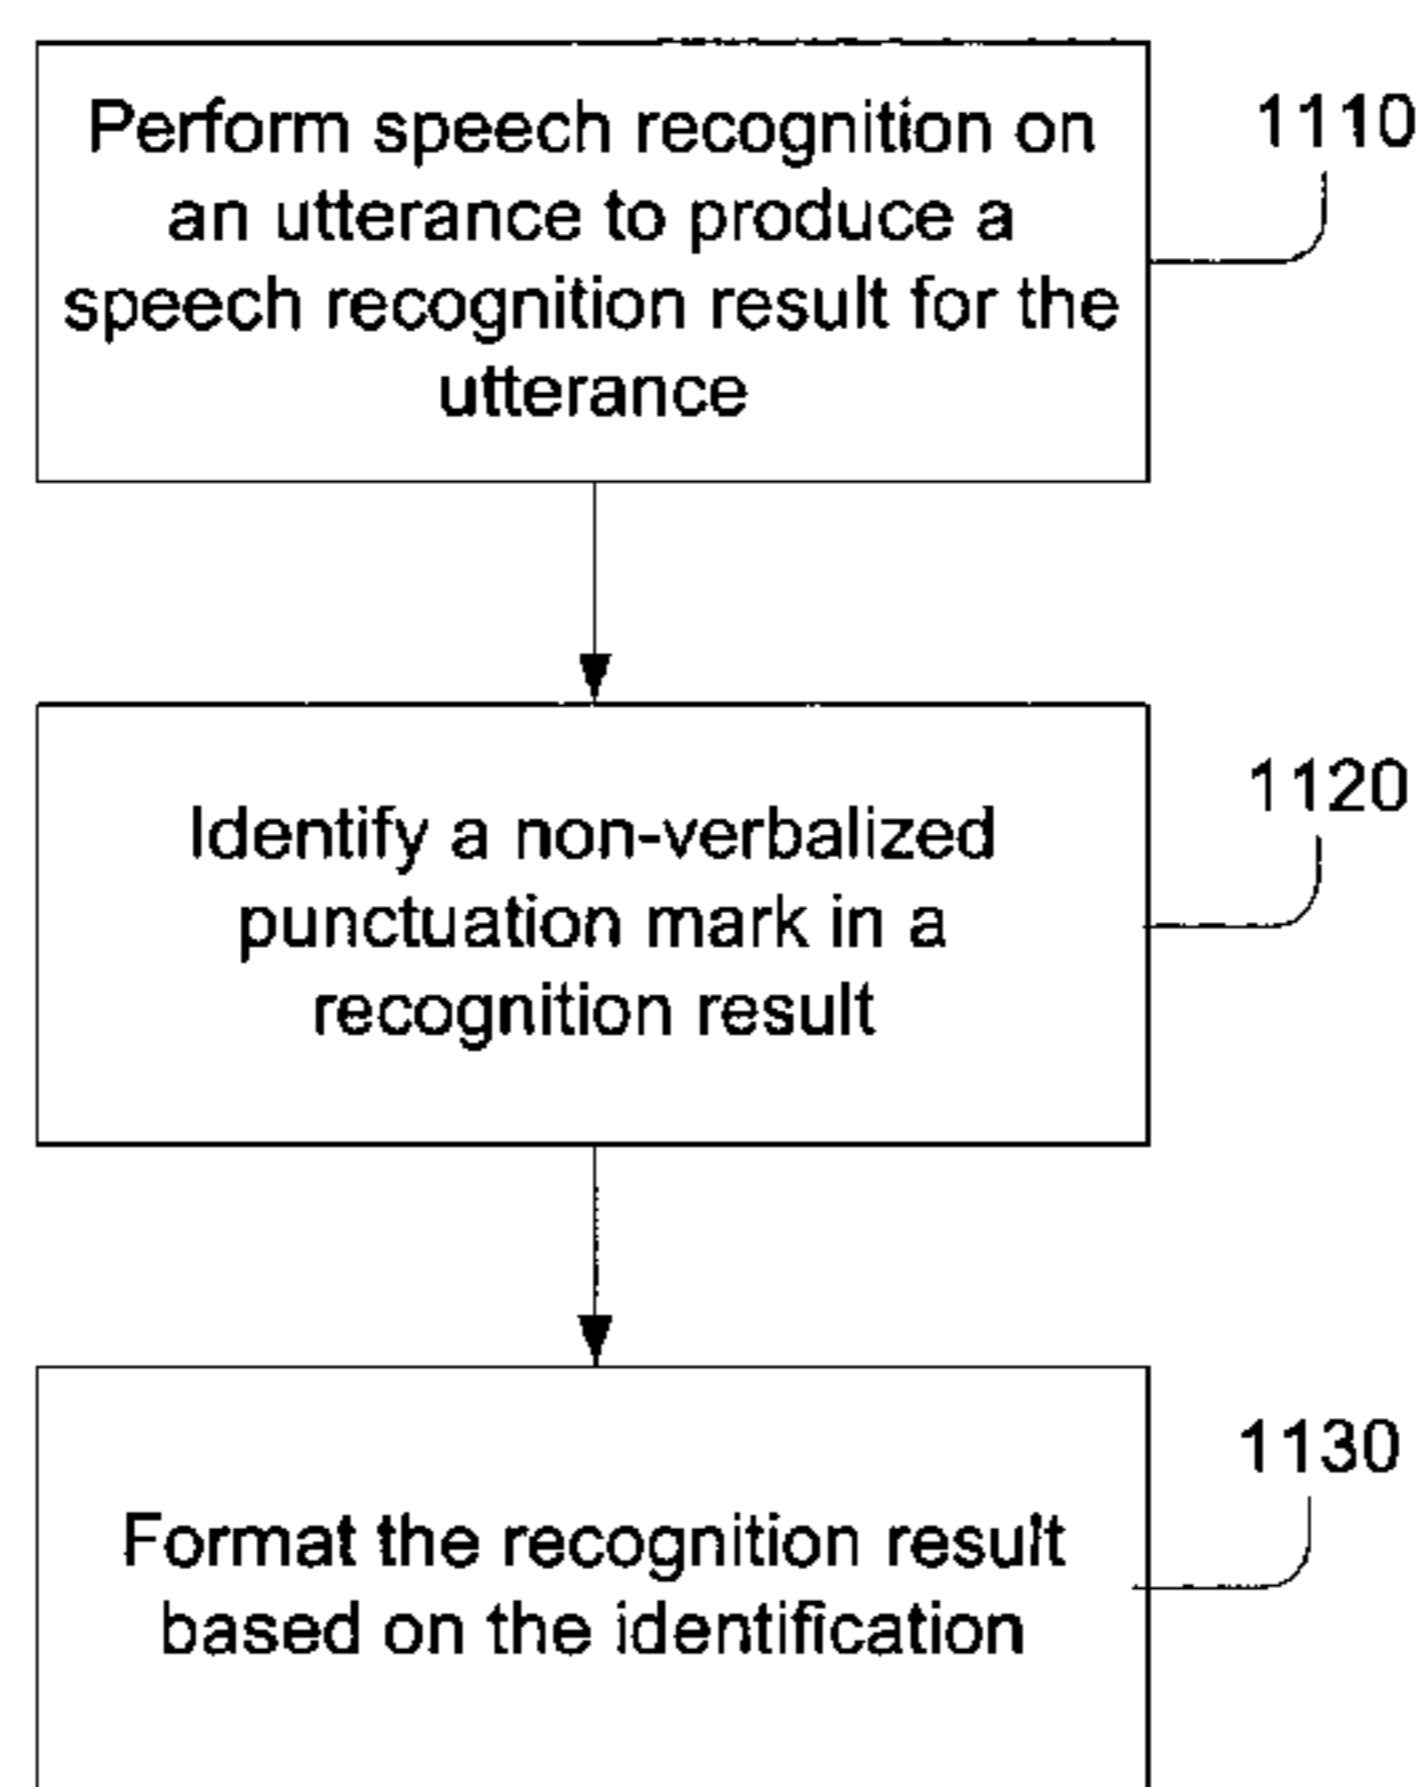 Perform speech recognition on
an utterance to produce a
speech recognition result for the
utterance
1110
Identify a non-verbalized
punctuation mark in a
recognition result
1120
Format the recognition result
based on the identification
1130